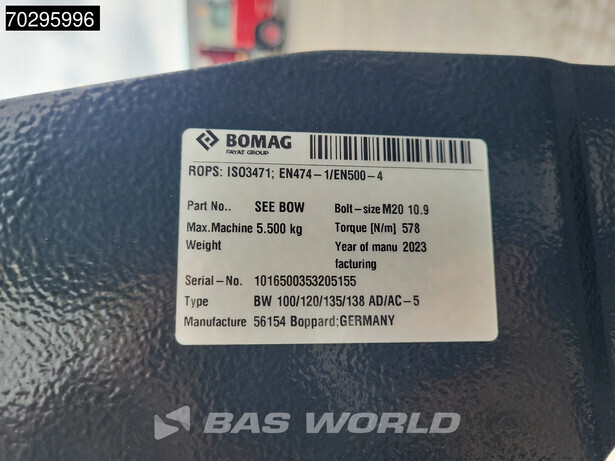 70295996
BOMAG
FAYAT GROUP
ROPS: ISO3471; EN474-1/EN500-4
Part No.. SEE BOW Bolt-size M20 10.9
Max.Machine 5.500 kg Torque [N/m] 578
Weight Year of manu 2023
facturing
Serial-No. 1016500353205155
Type BW 100/120/135/138 AD/AC-5
Manufacture 56154 Boppard;GERMANY
BAS WORLD